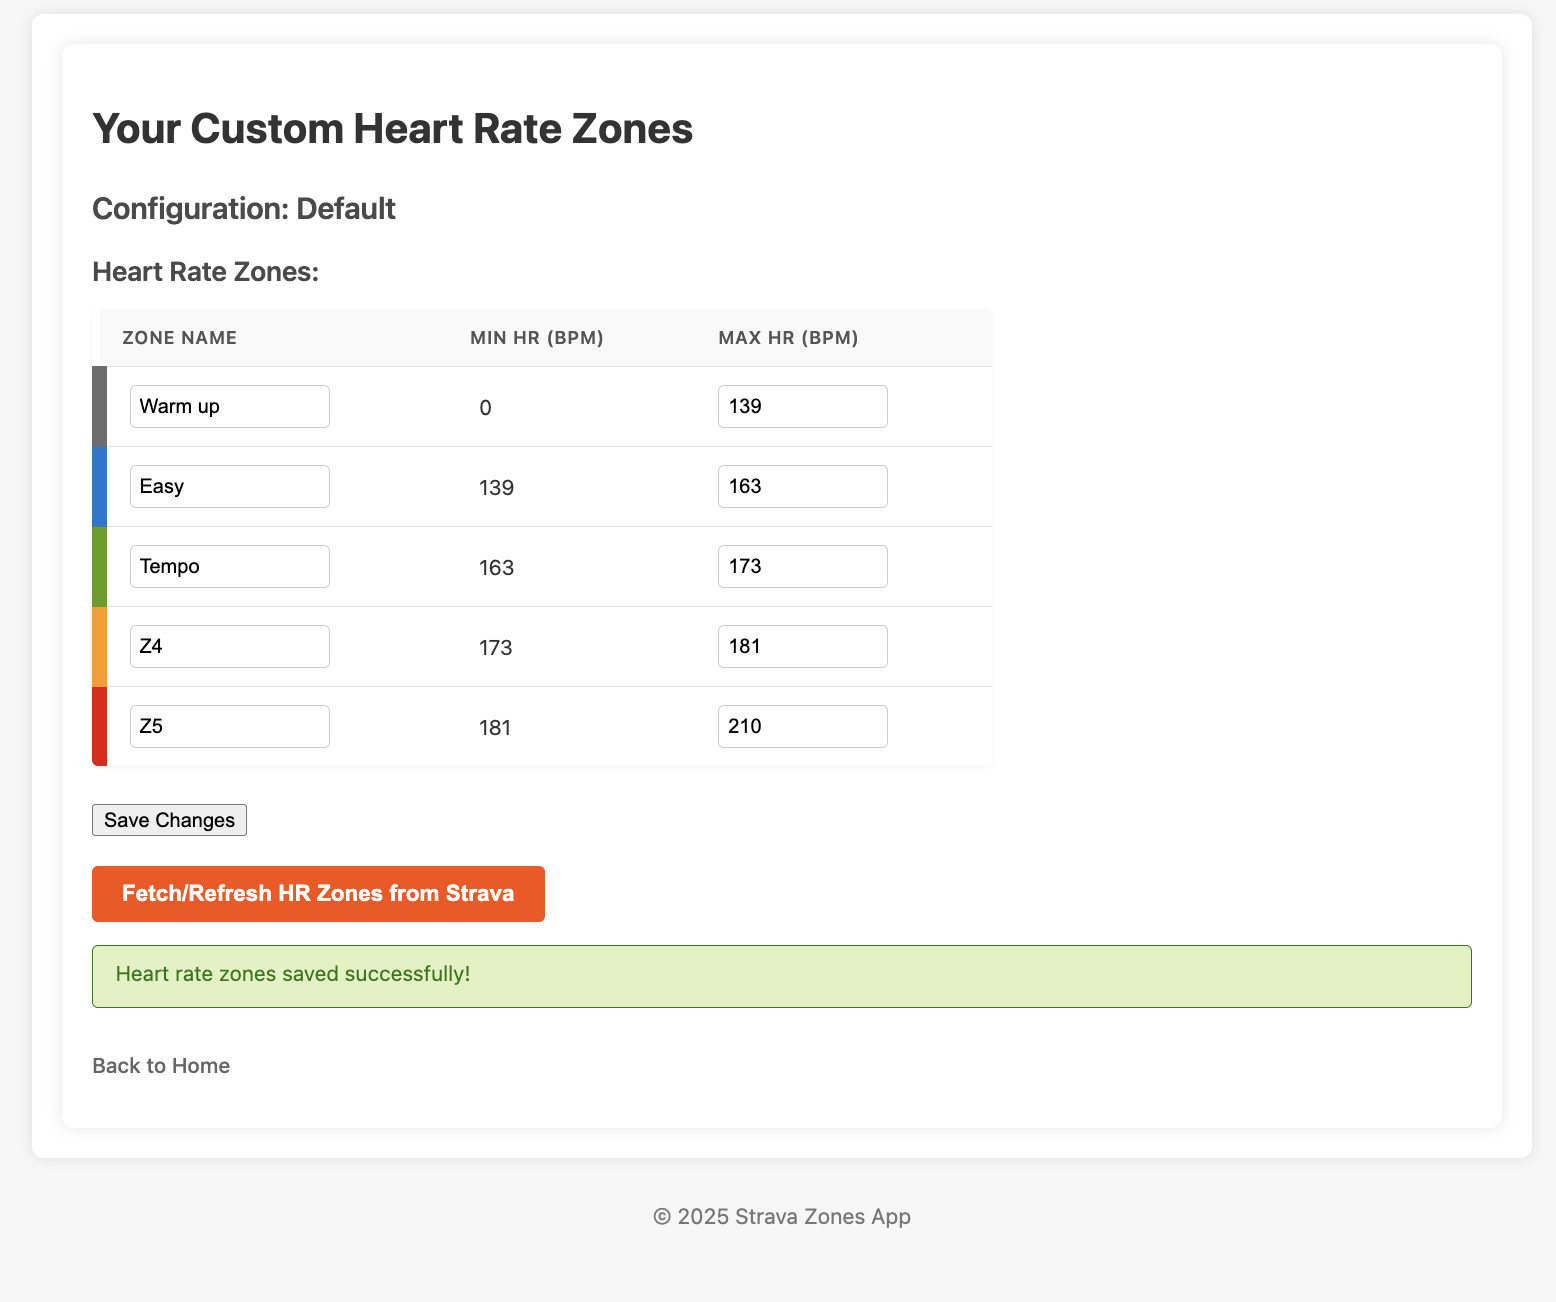 Your Custom Heart Rate Zones
Configuration: Default
Heart Rate Zones:
ZONE NAME MIN HR (BPM) MAX HR (BPM)
Warm up 0 139
Easy 139 163
Tempo 163 173
Z4 173 181
Z5 181 210
Save Changes
Fetch/Refresh HR Zones from Strava
Heart rate zones saved successfully!
Back to Home
© 2025 Strava Zones App